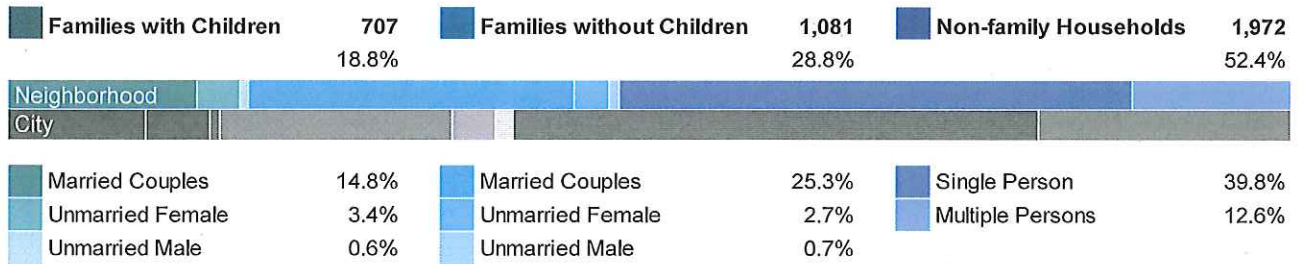 Families with Children 707 Families without Children 1,081 Non-family Households 1,972
18.8% 28.8% 52.4%
Neighborhood
City
Married Couples 14.8% Married Couples 25.3% Single Person 39.8%
Unmarried Female 3.4% Unmarried Female 2.7% Multiple Persons 12.6%
Unmarried Male 0.6% Unmarried Male 0.7%